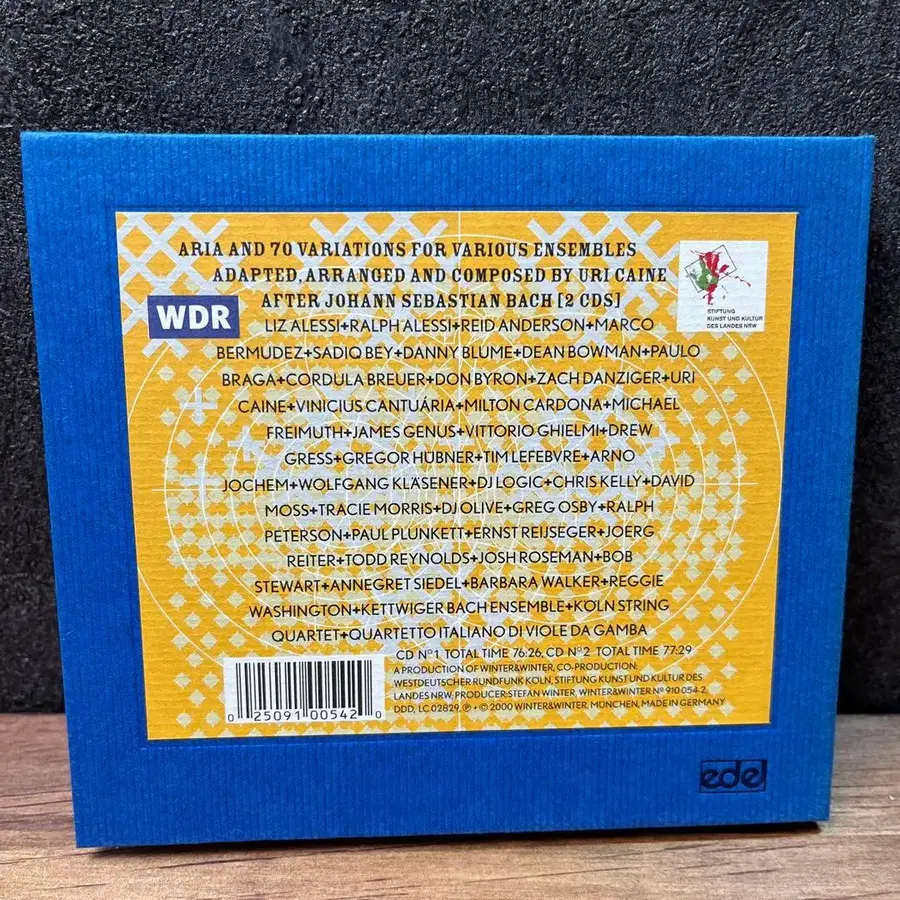 ARIA AND 70 VARIATIONS FOR VARIOUS ENSEMBLES
ADAPTED, ARRANGED AND COMPOSED BY URI CAINE
AFTER JOHANN SEBASTIAN BACH [2 CDS]
WDR
STIFTUNG
KUNST UND KULTUR
DES LANDES NRW
LIZ ALESSI+RALPH ALESSI+REID ANDERSON+MARCO
BERMUDEZ+SADIQ BEY+DANNY BLUME+DEAN BOWMAN+PAULO
BRAGA+CORDULA BREUER+DON BYRON+ZACH DANZIGER+URI
CAINE+VINICIUS CANTUÁRIA+MILTON CARDONA+MICHAEL
FREIMUTH+JAMES GENUS+VITTORIO GHIELMI+DREW
GRESS+GREGOR HÜBNER+TIM LEFEBVRE+ARNO
JOCHEM+WOLFGANG KLÄSENER+DJ LOGIC+CHRIS KELLY+DAVID
MOSS+TRACIE MORRIS+DJ OLIVE+GREG OSBY+RALPH
PETERSON+PAUL PLUNKETT+ERNST REIJSEGER+JOERG
REITER+TODD REYNOLDS+JOSH ROSEMAN+BOB
STEWART+ANNEGRET SIEDEL+BARBARA WALKER+REGGIE
WASHINGTON+KETTWIGER BACH ENSEMBLE+KÖLN STRING
QUARTET+QUARTETTO ITALIANO DI VIOLE DA GAMBA
CD Nº1 TOTAL TIME 76:26, CD Nº2 TOTAL TIME 77:29
A PRODUCTION OF WINTER&WINTER, CO-PRODUCTION:
WESTDEUTSCHER RUNDFUNK KÖLN, STIFTUNG KUNST UND KULTUR DES
LANDES NRW, PRODUCER: STEFAN WINTER, WINTER&WINTER Nº 910 054-2,
DDD, LC 02829, ℗ + © 2000 WINTER&WINTER, MÜNCHEN, MADE IN GERMANY
0 25091 00542 0
edel